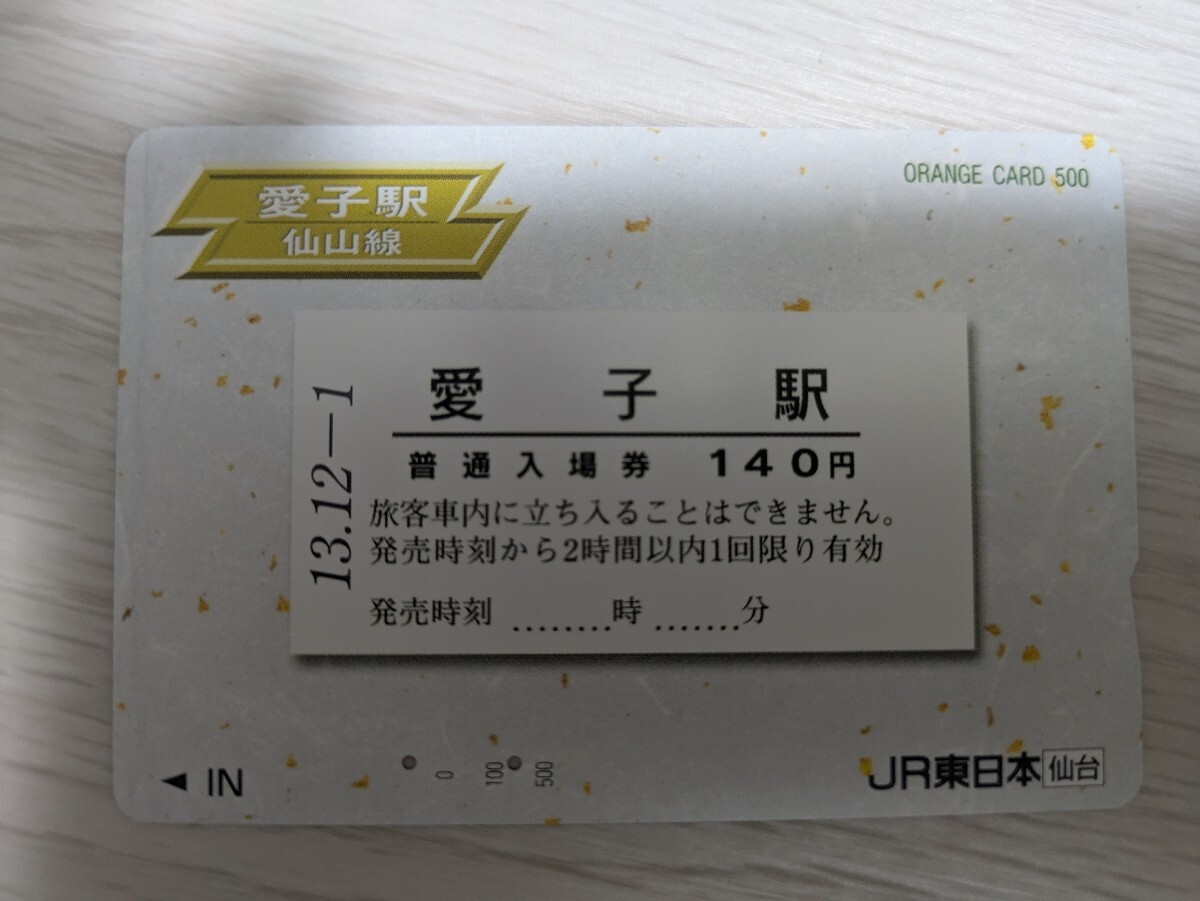 愛子駅
仙山線
ORANGE CARD 500
13.12-1
愛子駅
普通入場券 140円
旅客車内に立ち入ることはできません。
発売時刻から2時間以内1回限り有効
発売時刻 ........時 .......分
◀ IN
0 100 500
JR東日本 仙台